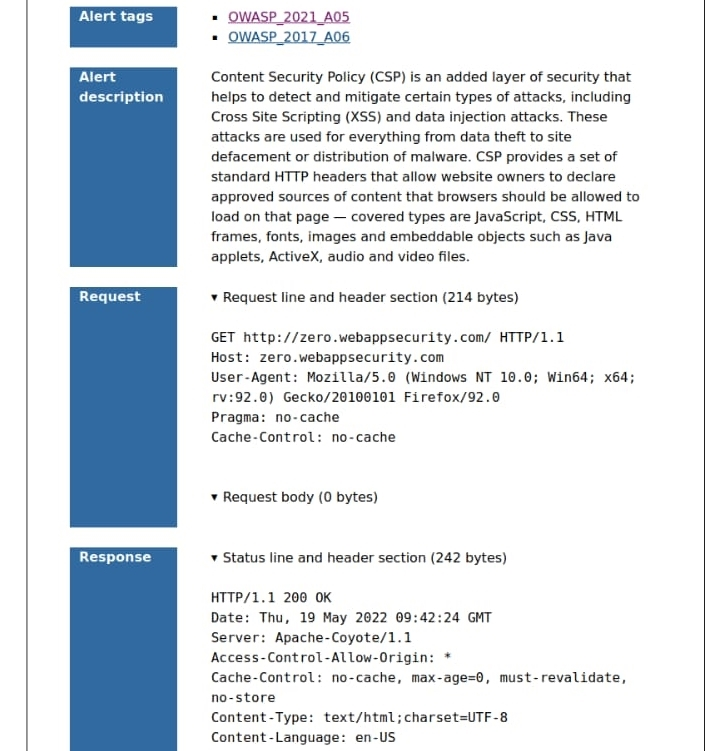 Alert tags
▪ OWASP_2021_A05
▪ OWASP_2017_A06
Alert description
Content Security Policy (CSP) is an added layer of security that
helps to detect and mitigate certain types of attacks, including
Cross Site Scripting (XSS) and data injection attacks. These
attacks are used for everything from data theft to site
defacement or distribution of malware. CSP provides a set of
standard HTTP headers that allow website owners to declare
approved sources of content that browsers should be allowed to
load on that page — covered types are JavaScript, CSS, HTML
frames, fonts, images and embeddable objects such as Java
applets, ActiveX, audio and video files.
Request
▼ Request line and header section (214 bytes)
GET http://zero.webappsecurity.com/ HTTP/1.1
Host: zero.webappsecurity.com
User-Agent: Mozilla/5.0 (Windows NT 10.0; Win64; x64;
rv:92.0) Gecko/20100101 Firefox/92.0
Pragma: no-cache
Cache-Control: no-cache
▼ Request body (0 bytes)
Response
▼ Status line and header section (242 bytes)
HTTP/1.1 200 OK
Date: Thu, 19 May 2022 09:42:24 GMT
Server: Apache-Coyote/1.1
Access-Control-Allow-Origin: *
Cache-Control: no-cache, max-age=0, must-revalidate,
no-store
Content-Type: text/html;charset=UTF-8
Content-Language: en-US